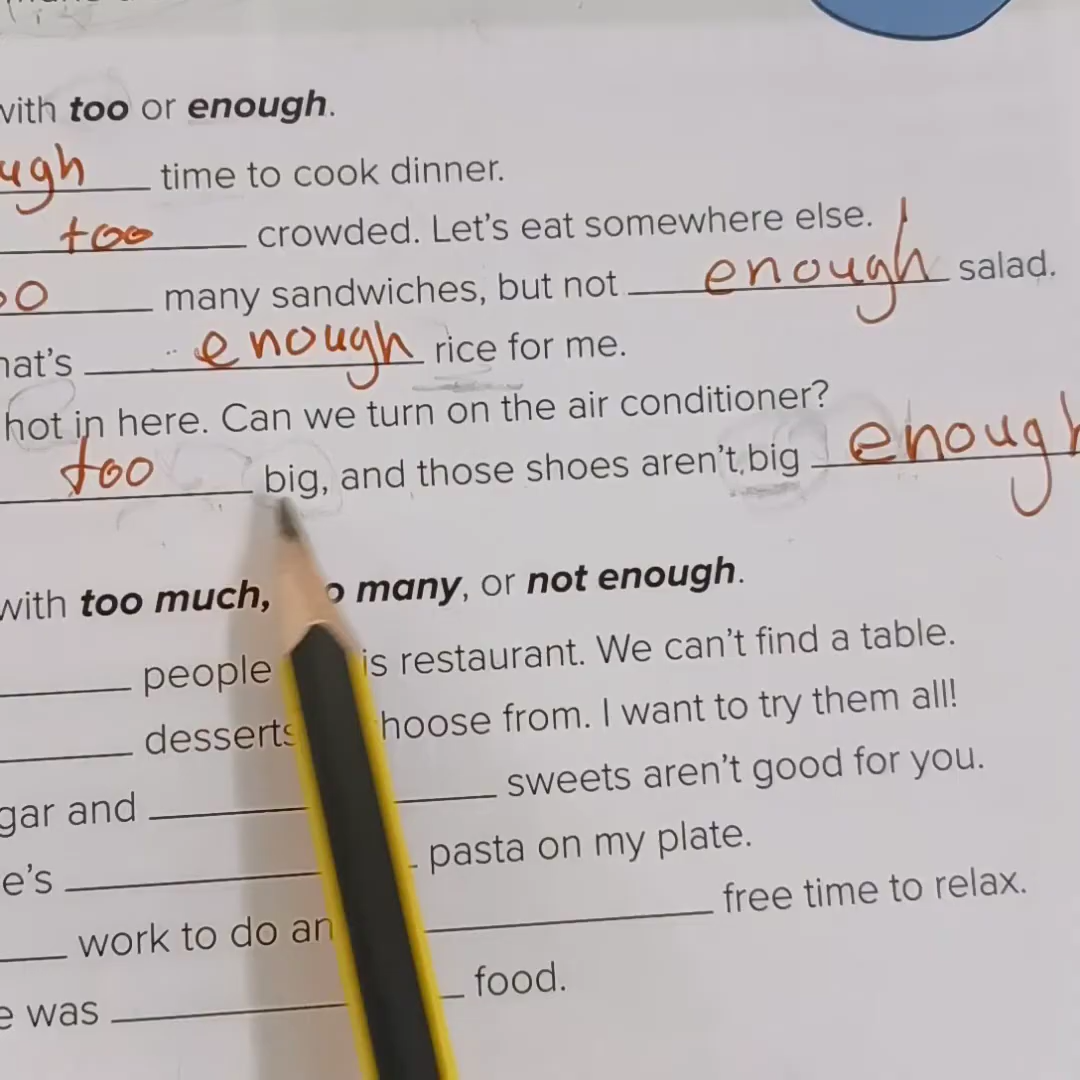 with too or enough.
ugh time to cook dinner.
too crowded. Let's eat somewhere else.
many sandwiches, but not enough salad.
hat's enough rice for me.
hot in here. Can we turn on the air conditioner?
too big, and those shoes aren't big enough
with too much, many, or not enough.
people is restaurant. We can't find a table.
desserts hoose from. I want to try them all!
gar and sweets aren't good for you.
e's pasta on my plate.
work to do an free time to relax.
e was food.